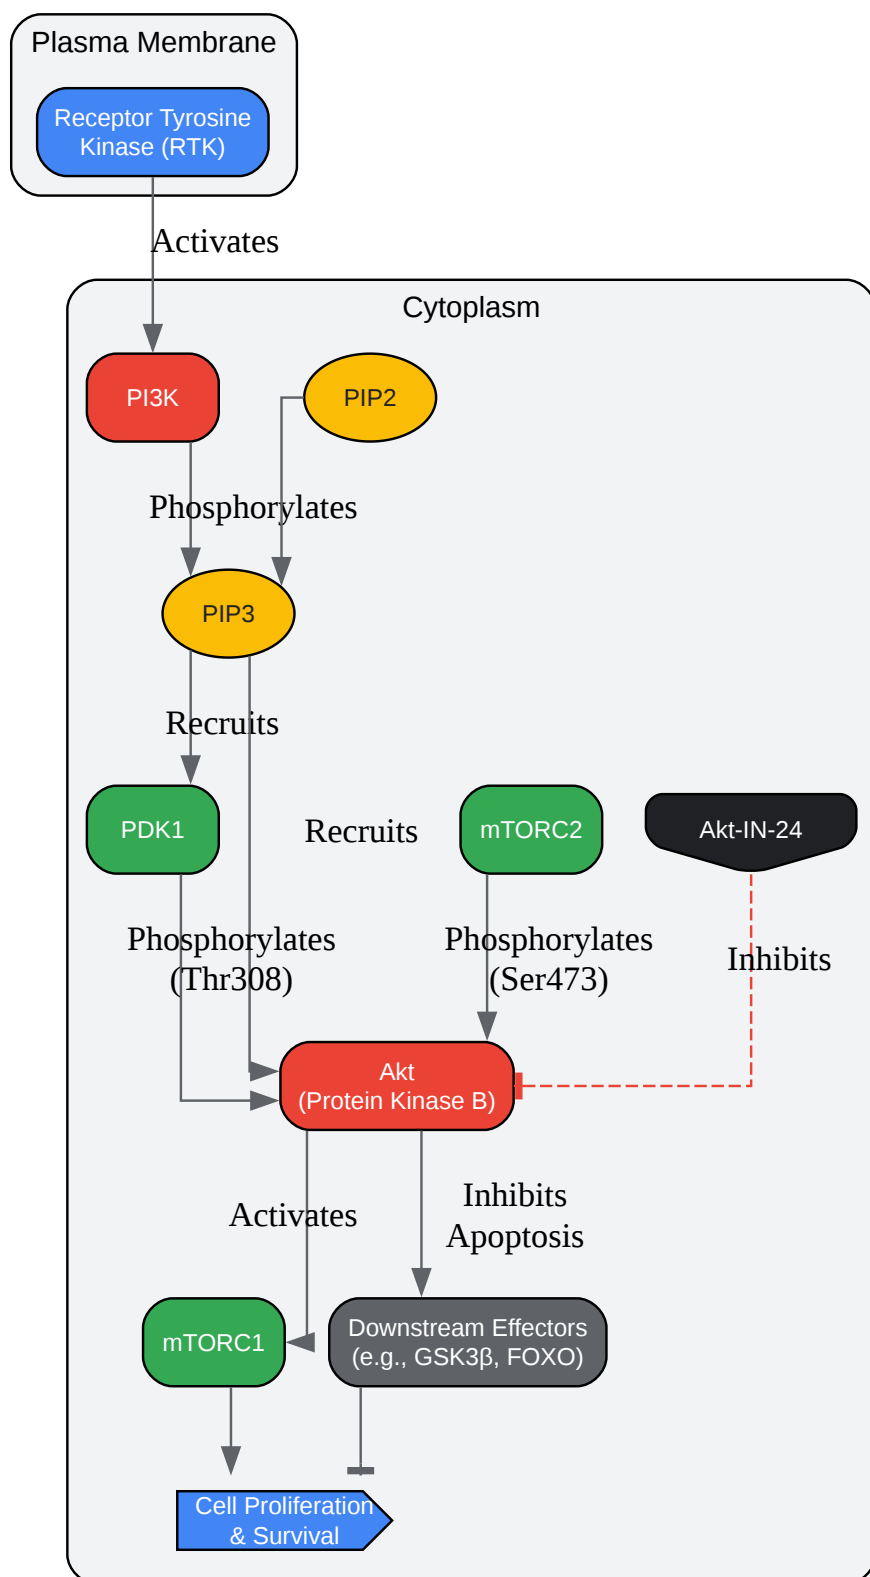 Plasma Membrane
Receptor Tyrosine
Kinase (RTK)
Activates
Cytoplasm
PI3K
PIP2
Phosphorylates
PIP3
Recruits
PDK1
Recruits
mTORC2
Akt-IN-24
Phosphorylates
(Thr308)
Phosphorylates
(Ser473)
Inhibits
Akt
(Protein Kinase B)
Activates
Inhibits
Apoptosis
mTORC1
Downstream Effectors
(e.g., GSK3β, FOXO)
Cell Proliferation
& Survival